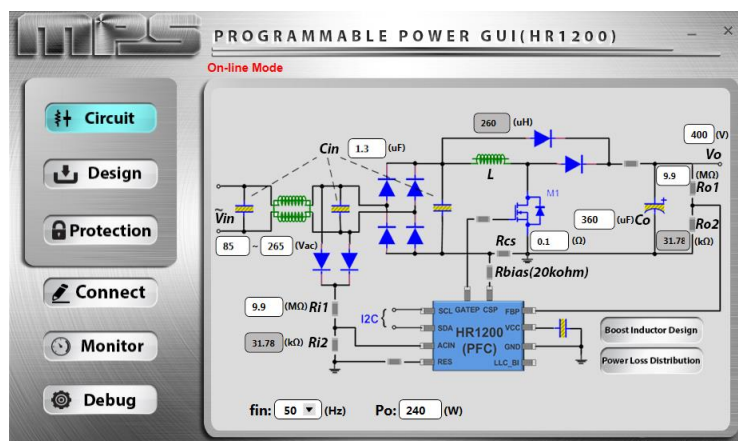 MPS PROGRAMMABLE POWER GUI(HR1200)
On-line Mode
Circuit
Design
Protection
Connect
Monitor
Debug
260 (uH)
400 (V)
Vo
Cin 1.3 (uF)
L
M1
9.9 (MΩ)
Ro1
~
Vin
360 (uF) Co
Ro2
85 ~ 265 (Vac)
Rcs 0.1 (Ω)
31.78 (kΩ)
Rbias(20kohm)
9.9 (MΩ) Ri1
I2C
SCL GATEP CSP FBP
SDA HR1200 VCC
31.78 (kΩ) Ri2
ACIN (PFC) GND
RES LLC_BI
Boost Inductor Design
Power Loss Distribution
fin: 50 (Hz) Po: 240 (W)